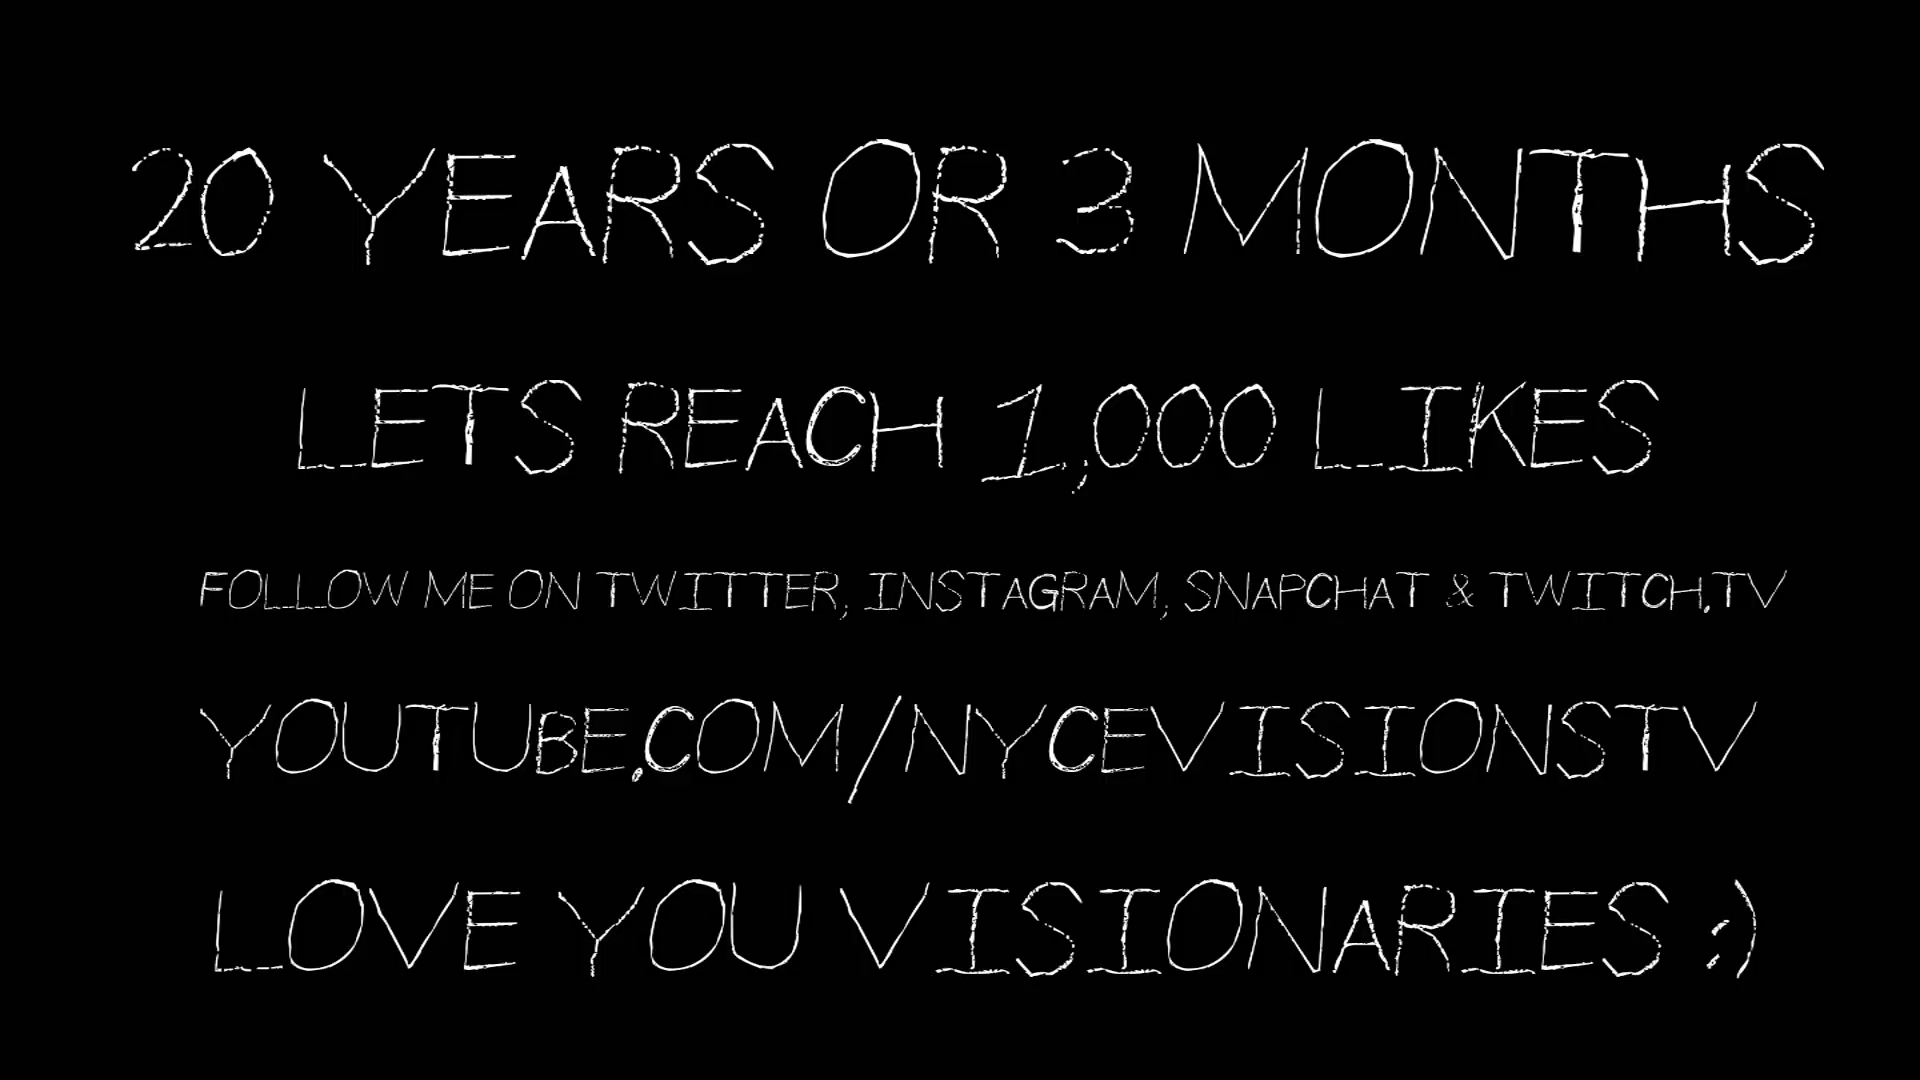 20 YEARS OR 3 MONTHS
LETS REACH 1,000 LIKES
FOLLOW ME ON TWITTER, INSTAGRAM, SNAPCHAT & TWITCH.TV
YOUTUBE.COM/NYCEVISIONSTV
LOVE YOU VISIONARIES :)